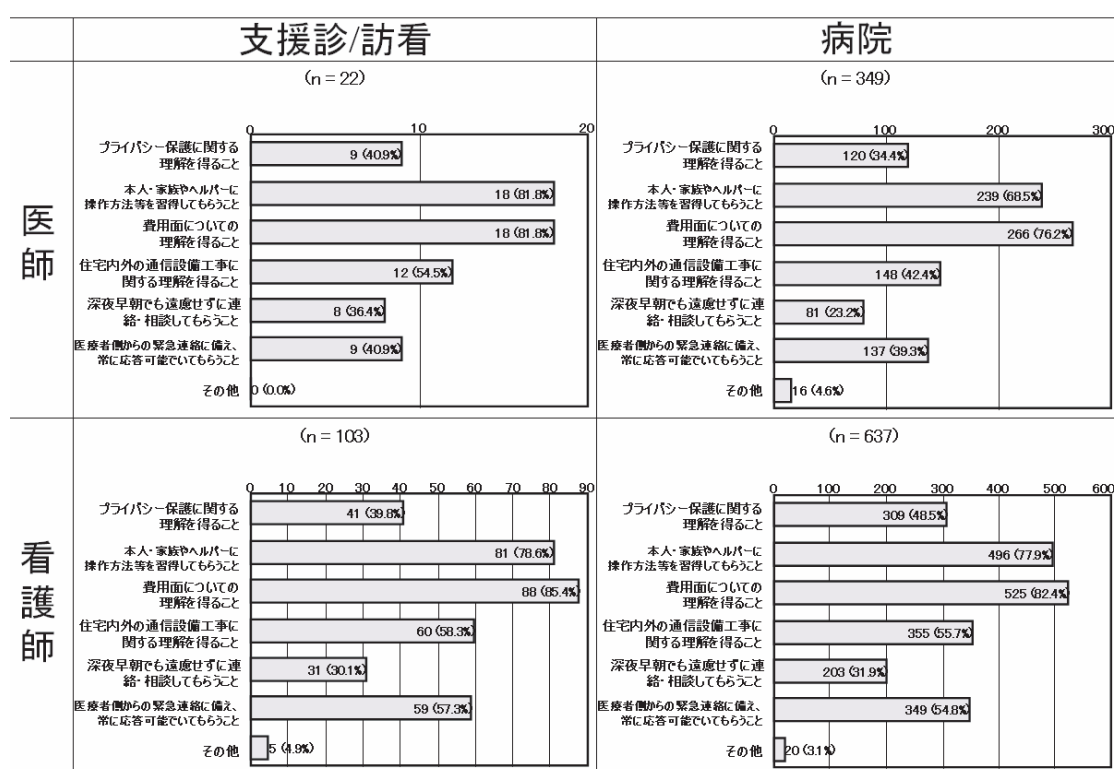 支援診/訪看
病院
医師
(n = 22)
0 10 20
プライバシー保護に関する
理解を得ること
9 (40.9%)
本人・家族やヘルパーに
操作方法等を習得してもらうこと
18 (81.8%)
費用面についての
理解を得ること
18 (81.8%)
住宅内外の通信設備工事に
関する理解を得ること
12 (54.5%)
深夜早朝でも遠慮せずに連
絡・相談してもらうこと
8 (36.4%)
医療者側からの緊急連絡に備え、
常に応答可能でいてもらうこと
9 (40.9%)
その他
0 (0.0%)
(n = 349)
0 100 200 300
プライバシー保護に関する
理解を得ること
120 (34.4%)
本人・家族やヘルパーに
操作方法等を習得してもらうこと
239 (68.5%)
費用面についての
理解を得ること
266 (76.2%)
住宅内外の通信設備工事に
関する理解を得ること
148 (42.4%)
深夜早朝でも遠慮せずに連
絡・相談してもらうこと
81 (23.2%)
医療者側からの緊急連絡に備え、
常に応答可能でいてもらうこと
137 (39.3%)
その他
16 (4.6%)
看護師
(n = 103)
0 10 20 30 40 50 60 70 80 90
プライバシー保護に関する
理解を得ること
41 (39.8%)
本人・家族やヘルパーに
操作方法等を習得してもらうこと
81 (78.6%)
費用面についての
理解を得ること
88 (85.4%)
住宅内外の通信設備工事に
関する理解を得ること
60 (58.3%)
深夜早朝でも遠慮せずに連
絡・相談してもらうこと
31 (30.1%)
医療者側からの緊急連絡に備え、
常に応答可能でいてもらうこと
59 (57.3%)
その他
5 (4.9%)
(n = 637)
0 100 200 300 400 500 600
プライバシー保護に関する
理解を得ること
309 (48.5%)
本人・家族やヘルパーに
操作方法等を習得してもらうこと
496 (77.9%)
費用面についての
理解を得ること
525 (82.4%)
住宅内外の通信設備工事に
関する理解を得ること
355 (55.7%)
深夜早朝でも遠慮せずに連
絡・相談してもらうこと
203 (31.9%)
医療者側からの緊急連絡に備え、
常に応答可能でいてもらうこと
349 (54.8%)
その他
20 (3.1%)